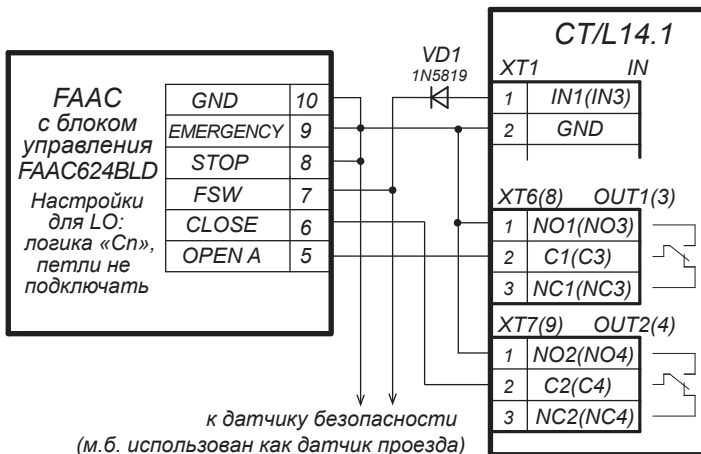 FAAC
с блоком
управления
FAAC624BLD
Настройки
для LO:
логика «Cn»,
петли не
подключать
GND 10
EMERGENCY 9
STOP 8
FSW 7
CLOSE 6
OPEN A 5
VD1
1N5819
CT/L14.1
XT1 IN
1 IN1(IN3)
2 GND
XT6(8) OUT1(3)
1 NO1(NO3)
2 C1(C3)
3 NC1(NC3)
XT7(9) OUT2(4)
1 NO2(NO4)
2 C2(C4)
3 NC2(NC4)
к датчику безопасности
(м.б. использован как датчик проезда)